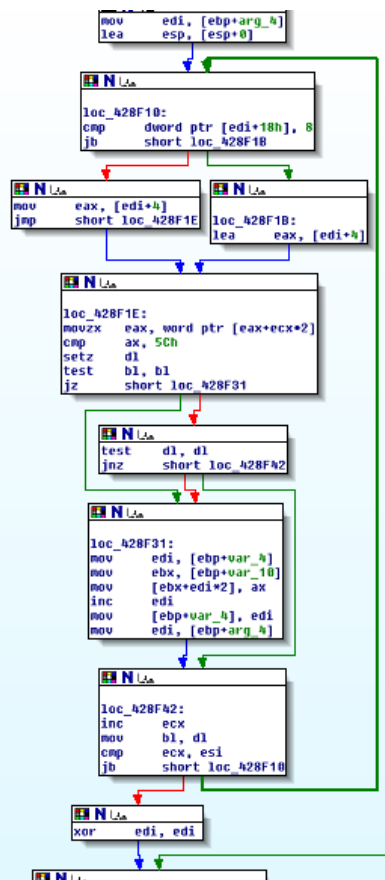 mov edi, [ebp+arg_4]
lea esp, [esp+0]
loc_428F10:
cmp dword ptr [edi+18h], 8
jb short loc_428F1B
mov eax, [edi+4]
jmp short loc_428F1E
loc_428F1B:
lea eax, [edi+4]
loc_428F1E:
movzx eax, word ptr [eax+ecx*2]
cmp ax, 5Ch
setz dl
test bl, bl
jz short loc_428F31
test dl, dl
jnz short loc_428F42
loc_428F31:
mov edi, [ebp+var_4]
mov ebx, [ebp+var_10]
mov [ebx+edi*2], ax
inc edi
mov [ebp+var_4], edi
mov edi, [ebp+arg_4]
loc_428F42:
inc ecx
mov bl, dl
cmp ecx, esi
jb short loc_428F10
xor edi, edi